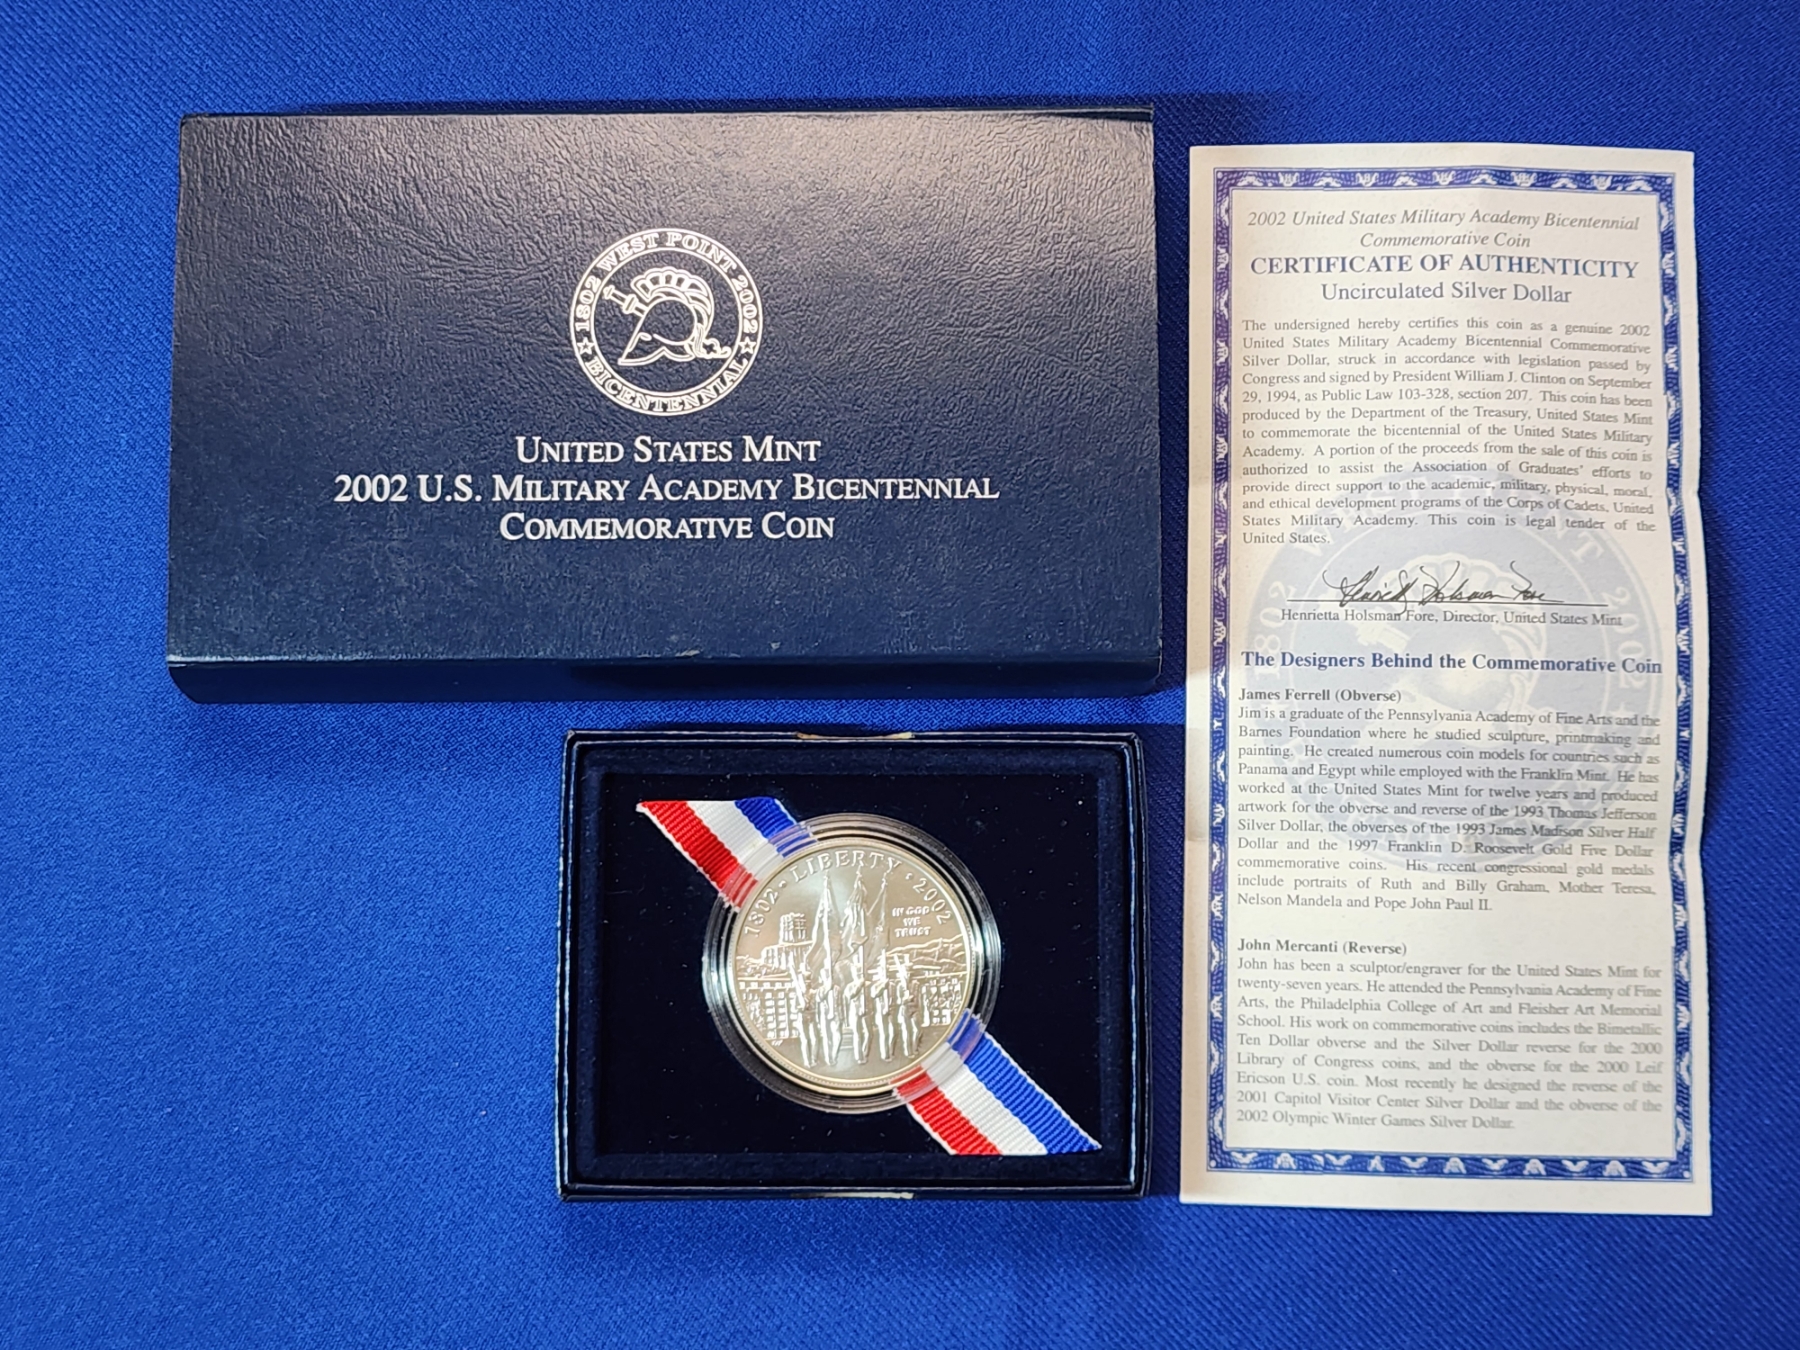 1802 WEST POINT 2002
BICENTENNIAL
UNITED STATES MINT
2002 U.S. MILITARY ACADEMY BICENTENNIAL
COMMEMORATIVE COIN
1802 · LIBERTY · 2002
IN GOD
WE
TRUST
2002 United States Military Academy Bicentennial
Commemorative Coin
CERTIFICATE OF AUTHENTICITY
Uncirculated Silver Dollar
The undersigned hereby certifies this coin as a genuine 2002
United States Military Academy Bicentennial Commemorative
Silver Dollar, struck in accordance with legislation passed by
Congress and signed by President William J. Clinton on September
29, 1994, as Public Law 103-328, section 207. This coin has been
produced by the Department of the Treasury, United States Mint
to commemorate the bicentennial of the United States Military
Academy. A portion of the proceeds from the sale of this coin is
authorized to assist the Association of Graduates' efforts to
provide direct support to the academic, military, physical, moral,
and ethical development programs of the Corps of Cadets, United
States Military Academy. This coin is legal tender of the
United States.
Henrietta Holsman Fore
Henrietta Holsman Fore, Director, United States Mint
The Designers Behind the Commemorative Coin
James Ferrell (Obverse)
Jim is a graduate of the Pennsylvania Academy of Fine Arts and the
Barnes Foundation where he studied sculpture, printmaking and
painting. He created numerous coin models for countries such as
Panama and Egypt while employed with the Franklin Mint. He has
worked at the United States Mint for twelve years and produced
artwork for the obverse and reverse of the 1993 Thomas Jefferson
Silver Dollar, the obverses of the 1993 James Madison Silver Half
Dollar and the 1997 Franklin D. Roosevelt Gold Five Dollar
commemorative coins. His recent congressional gold medals
include portraits of Ruth and Billy Graham, Mother Teresa,
Nelson Mandela and Pope John Paul II.
John Mercanti (Reverse)
John has been a sculptor/engraver for the United States Mint for
twenty-seven years. He attended the Pennsylvania Academy of Fine
Arts, the Philadelphia College of Art and Fleisher Art Memorial
School. His work on commemorative coins includes the Bimetallic
Ten Dollar obverse and the Silver Dollar reverse for the 2000
Library of Congress coins, and the obverse for the 2000 Leif
Ericson U.S. coin. Most recently he designed the reverse of the
2001 Capitol Visitor Center Silver Dollar and the obverse of the
2002 Olympic Winter Games Silver Dollar.